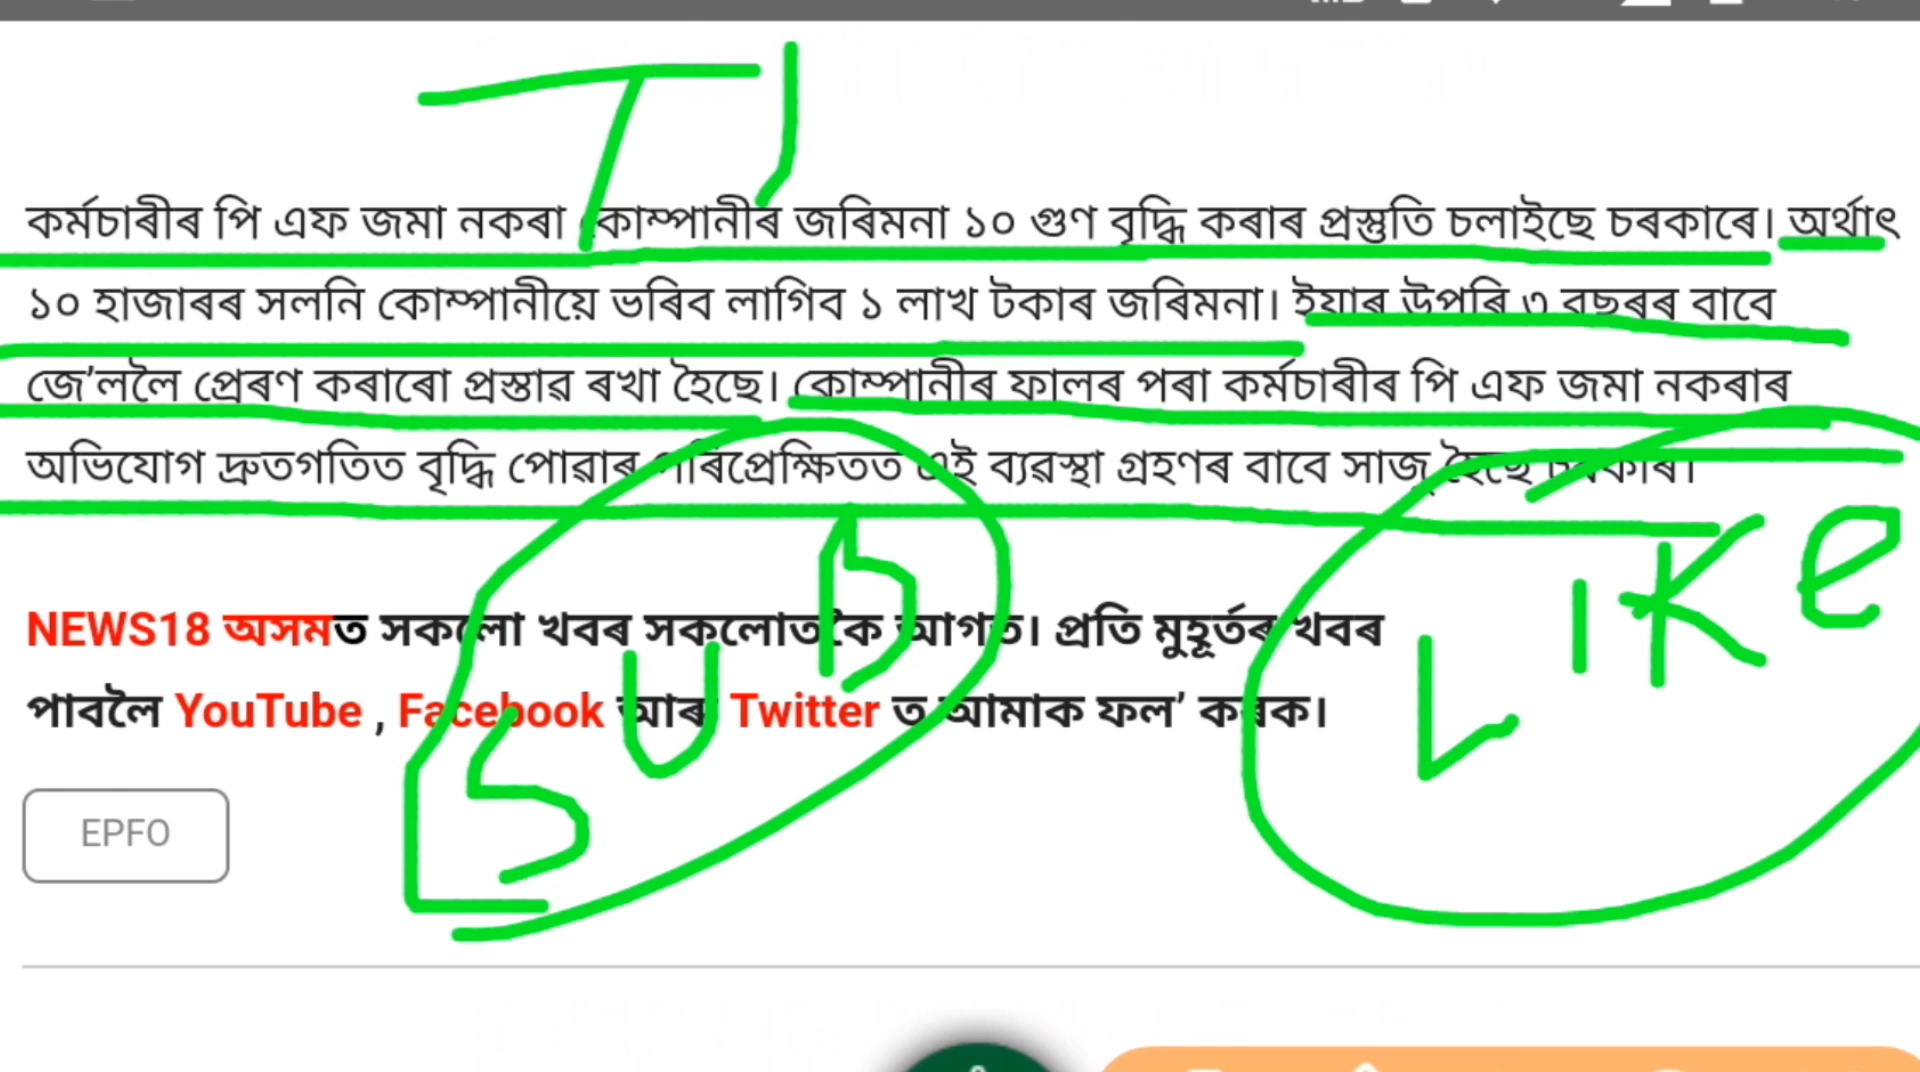 কৰ্মচাৰীৰ পি এফ জমা নকৰা কোম্পানীৰ জৰিমনা ১০ গুণ বৃদ্ধি কৰাৰ প্ৰস্তুতি চলাইছে চৰকাৰে। অৰ্থাৎ
১০ হাজাৰৰ সলনি কোম্পানীয়ে ভৰিব লাগিব ১ লাখ টকাৰ জৰিমনা। ইয়াৰ উপৰি ৩ বছৰৰ বাবে
জে'ললৈ প্ৰেৰণ কৰাৰো প্ৰস্তাৱ ৰখা হৈছে। কোম্পানীৰ ফালৰ পৰা কৰ্মচাৰীৰ পি এফ জমা নকৰাৰ
অভিযোগ দ্ৰুতগতিত বৃদ্ধি পোৱাৰ পৰিপ্ৰেক্ষিতত এই ব্যৱস্থা গ্ৰহণৰ বাবে সাজু হৈছে চৰকাৰ।
NEWS18 অসমত সকলো খবৰ সকলোতকৈ আগত। প্ৰতি মুহূৰ্তৰ খবৰ
পাবলৈ YouTube , Facebook আৰু Twitter ত আমাক ফল' কৰক।
EPFO
SUb
LIKe